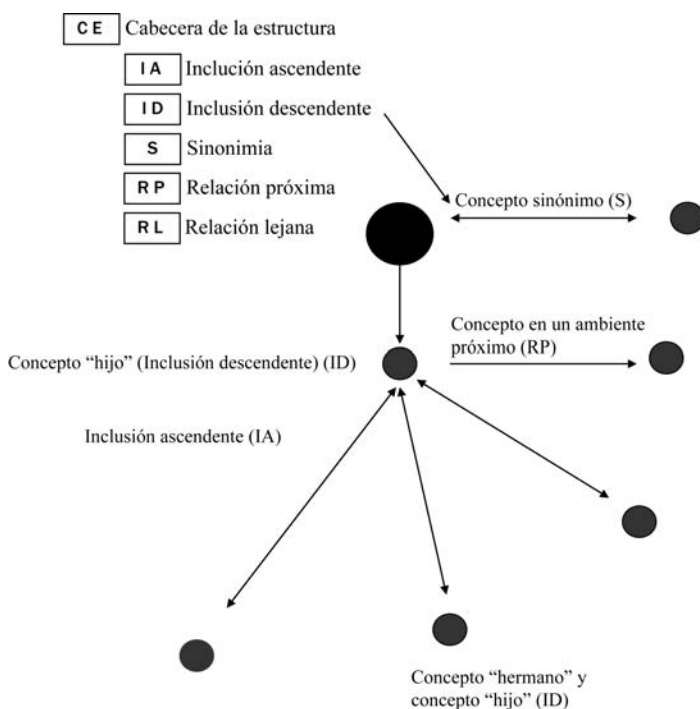 CE Cabecera de la estructura
IA Inclución ascendente
ID Inclusión descendente
S Sinonimia
RP Relación próxima
RL Relación lejana
Concepto sinónimo (S)
Concepto en un ambiente
próximo (RP)
Concepto “hijo” (Inclusión descendente) (ID)
Inclusión ascendente (IA)
Concepto “hermano” y
concepto “hijo” (ID)